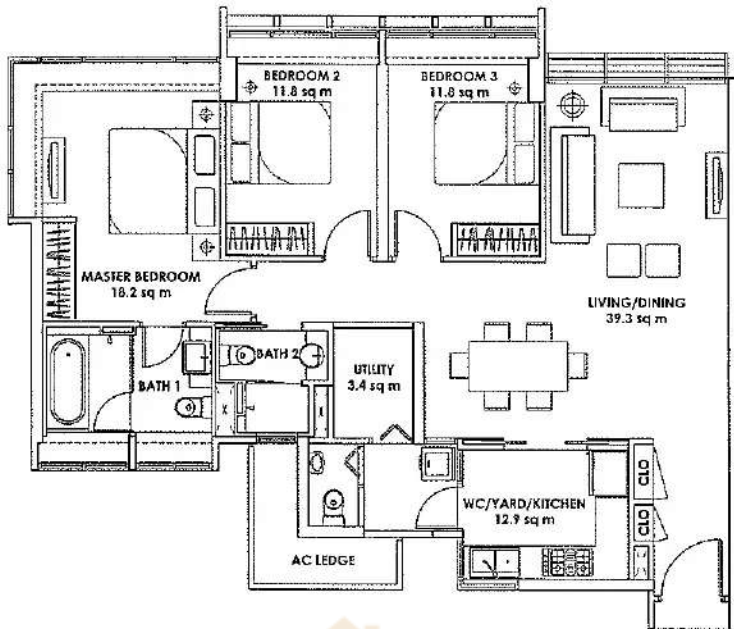 BEDROOM 2
11.8 sq m
BEDROOM 3
11.8 sq m
MASTER BEDROOM
18.2 sq m
LIVING/DINING
39.3 sq m
BATH 1
BATH 2
UTILITY
3.4 sq m
WC/YARD/KITCHEN
12.9 sq m
CLO
CLO
AC LEDGE